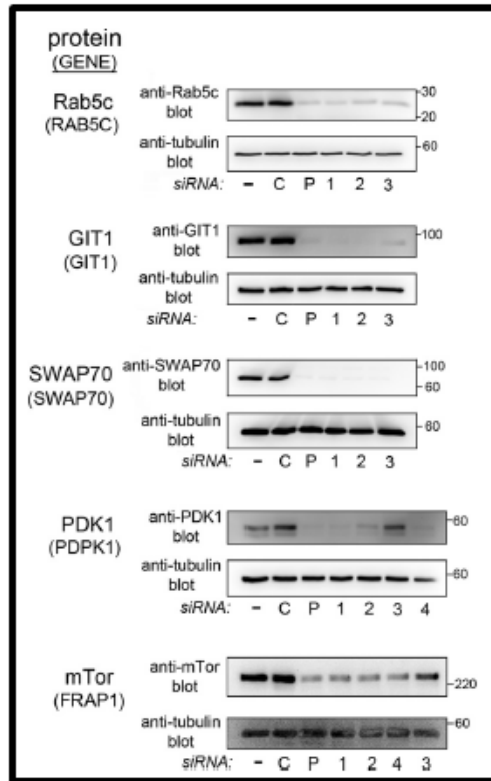 protein
(GENE)
Rab5c
(RAB5C)
anti-Rab5c
blot
30
20
anti-tubulin
blot
60
siRNA: – C P 1 2 3
GIT1
(GIT1)
anti-GIT1
blot
100
anti-tubulin
blot
siRNA: – C P 1 2 3
SWAP70
(SWAP70)
anti-SWAP70
blot
100
60
anti-tubulin
blot
60
siRNA: – C P 1 2 3
PDK1
(PDPK1)
anti-PDK1
blot
60
anti-tubulin
blot
60
siRNA: – C P 1 2 3 4
mTor
(FRAP1)
anti-mTor
blot
220
anti-tubulin
blot
60
siRNA: – C P 1 2 4 3